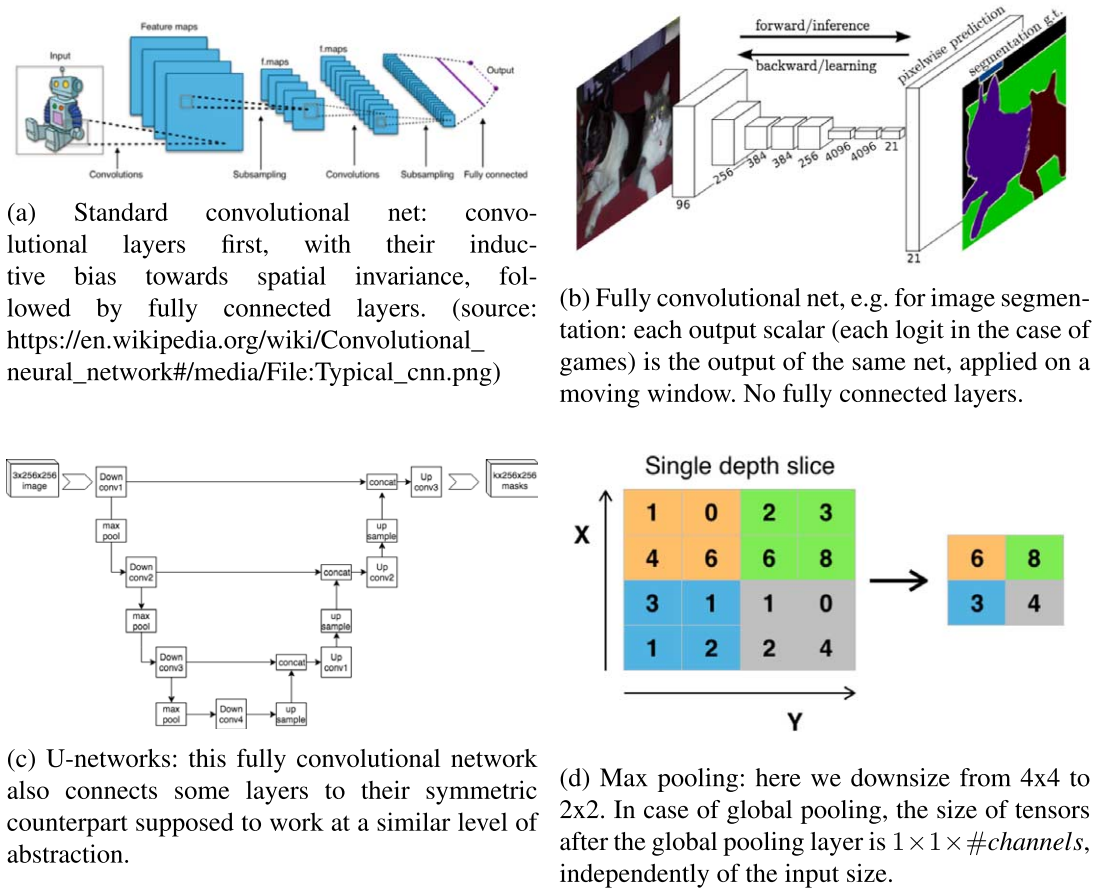 Feature maps
Input
f.maps
f.maps
Output
Convolutions
Subsampling
Convolutions
Subsampling
Fully connected
(a) Standard convolutional net: convo-
lutional layers first, with their induc-
tive bias towards spatial invariance, fol-
lowed by fully connected layers. (source:
https://en.wikipedia.org/wiki/Convolutional_
neural_network#/media/File:Typical_cnn.png)
forward/inference
backward/learning
pixelwise prediction
segmentation g.t.
96
256
384
384
256
4096
4096
21
21
(b) Fully convolutional net, e.g. for image segmen-
tation: each output scalar (each logit in the case of
games) is the output of the same net, applied on a
moving window. No fully connected layers.
3x256x256
image
Down
conv1
concat
Up
conv3
kx256x256
masks
max
pool
up
sample
Down
conv2
concat
Up
conv2
max
pool
up
sample
Down
conv3
concat
Up
conv1
max
pool
Down
conv4
up
sample
(c) U-networks: this fully convolutional network
also connects some layers to their symmetric
counterpart supposed to work at a similar level of
abstraction.
Single depth slice
X
1 0 2 3
4 6 6 8
3 1 1 0
1 2 2 4
Y
6 8
3 4
(d) Max pooling: here we downsize from 4x4 to
2x2. In case of global pooling, the size of tensors
after the global pooling layer is 1×1×#channels,
independently of the input size.